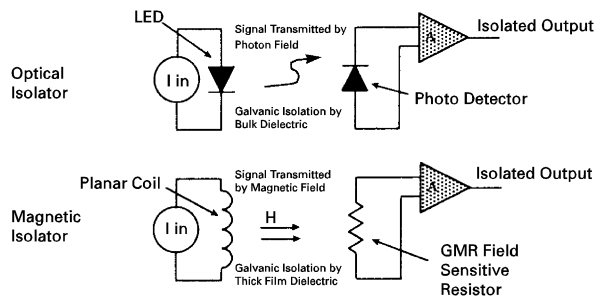 LED
Signal Transmitted by
Photon Field
Isolated Output
A
Optical
Isolator
I in
Photo Detector
Galvanic Isolation by
Bulk Dielectric
Planar Coil
Signal Transmitted
by Magnetic Field
Isolated Output
A
Magnetic
Isolator
I in
H
GMR Field
Sensitive
Resistor
Galvanic Isolation by
Thick Film Dielectric